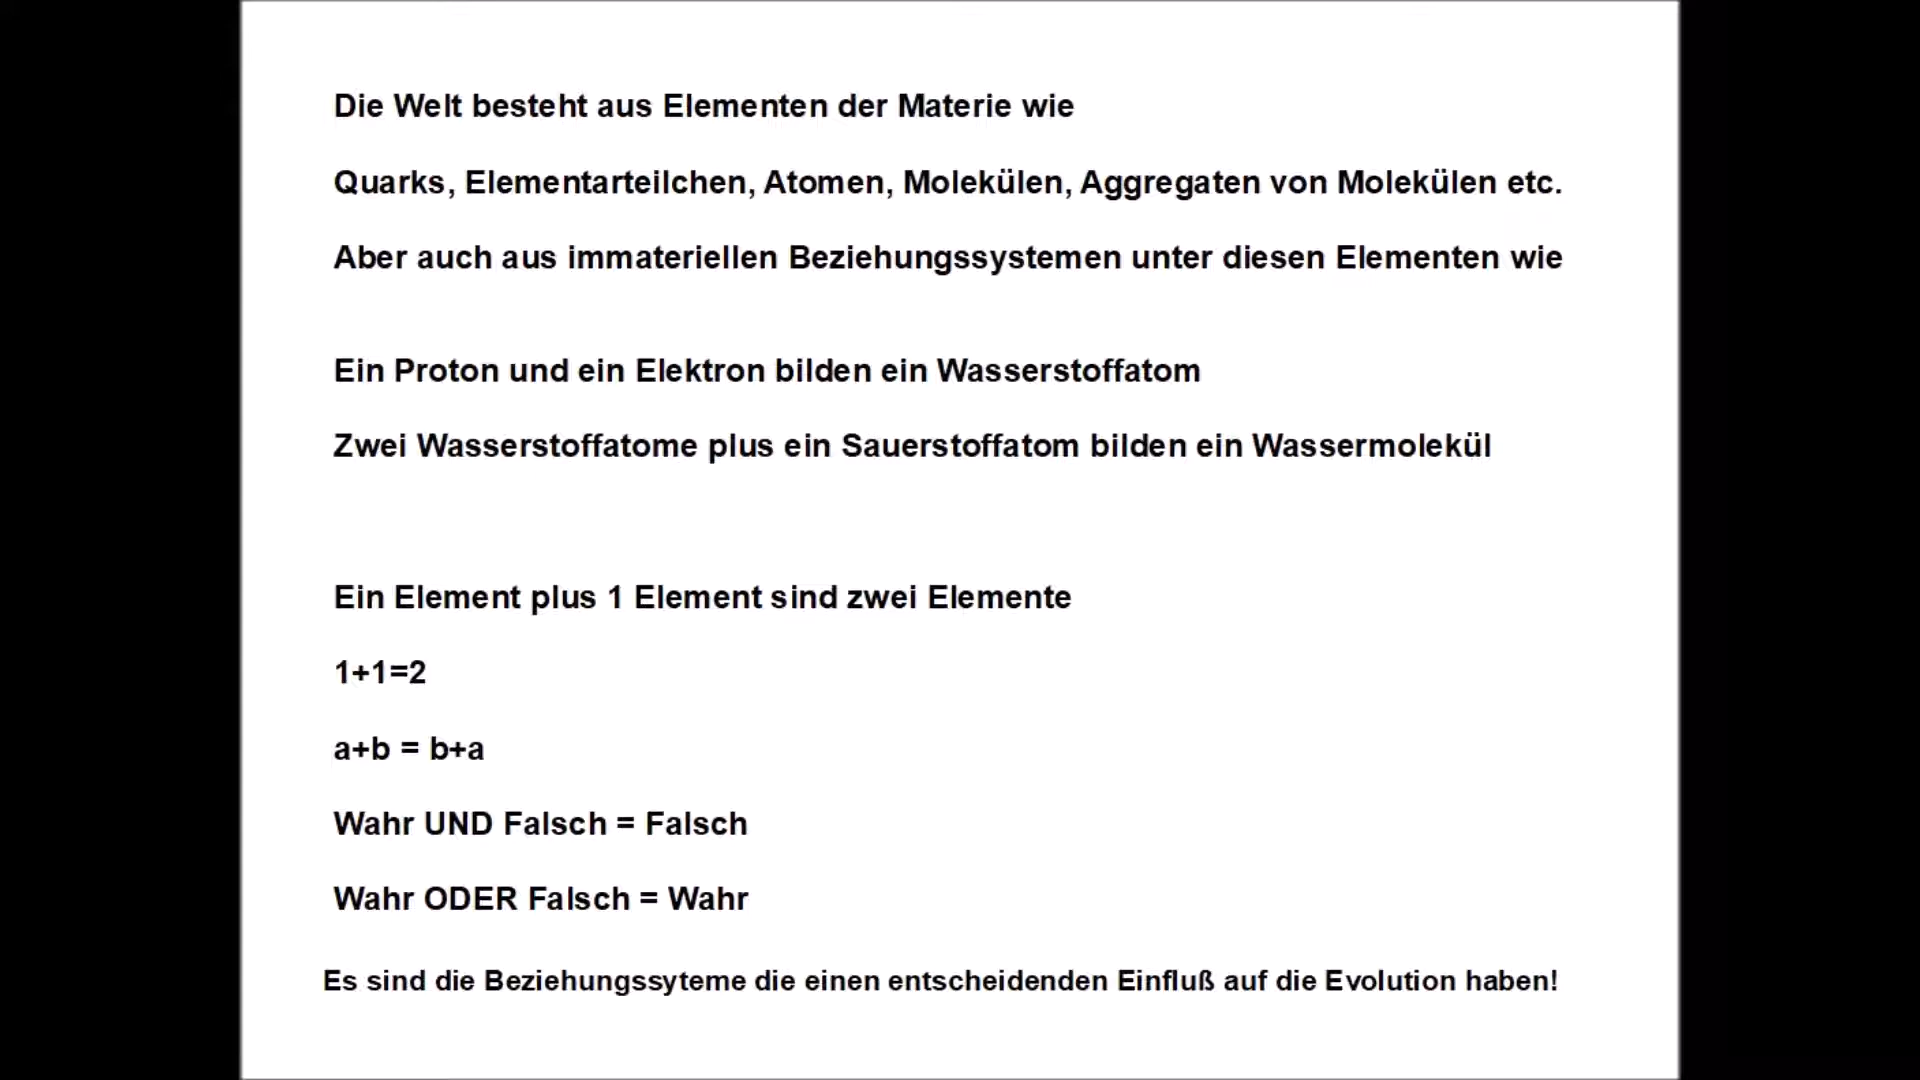 Die Welt besteht aus Elementen der Materie wie
Quarks, Elementarteilchen, Atomen, Molekülen, Aggregaten von Molekülen etc.
Aber auch aus immateriellen Beziehungssystemen unter diesen Elementen wie
Ein Proton und ein Elektron bilden ein Wasserstoffatom
Zwei Wasserstoffatome plus ein Sauerstoffatom bilden ein Wassermolekül
Ein Element plus 1 Element sind zwei Elemente
1+1=2
a+b = b+a
Wahr UND Falsch = Falsch
Wahr ODER Falsch = Wahr
Es sind die Beziehungssyteme die einen entscheidenden Einfluß auf die Evolution haben!